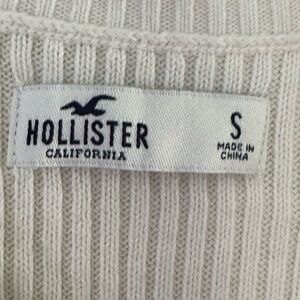 HOLLISTER
CALIFORNIA
S
MADE IN
CHINA